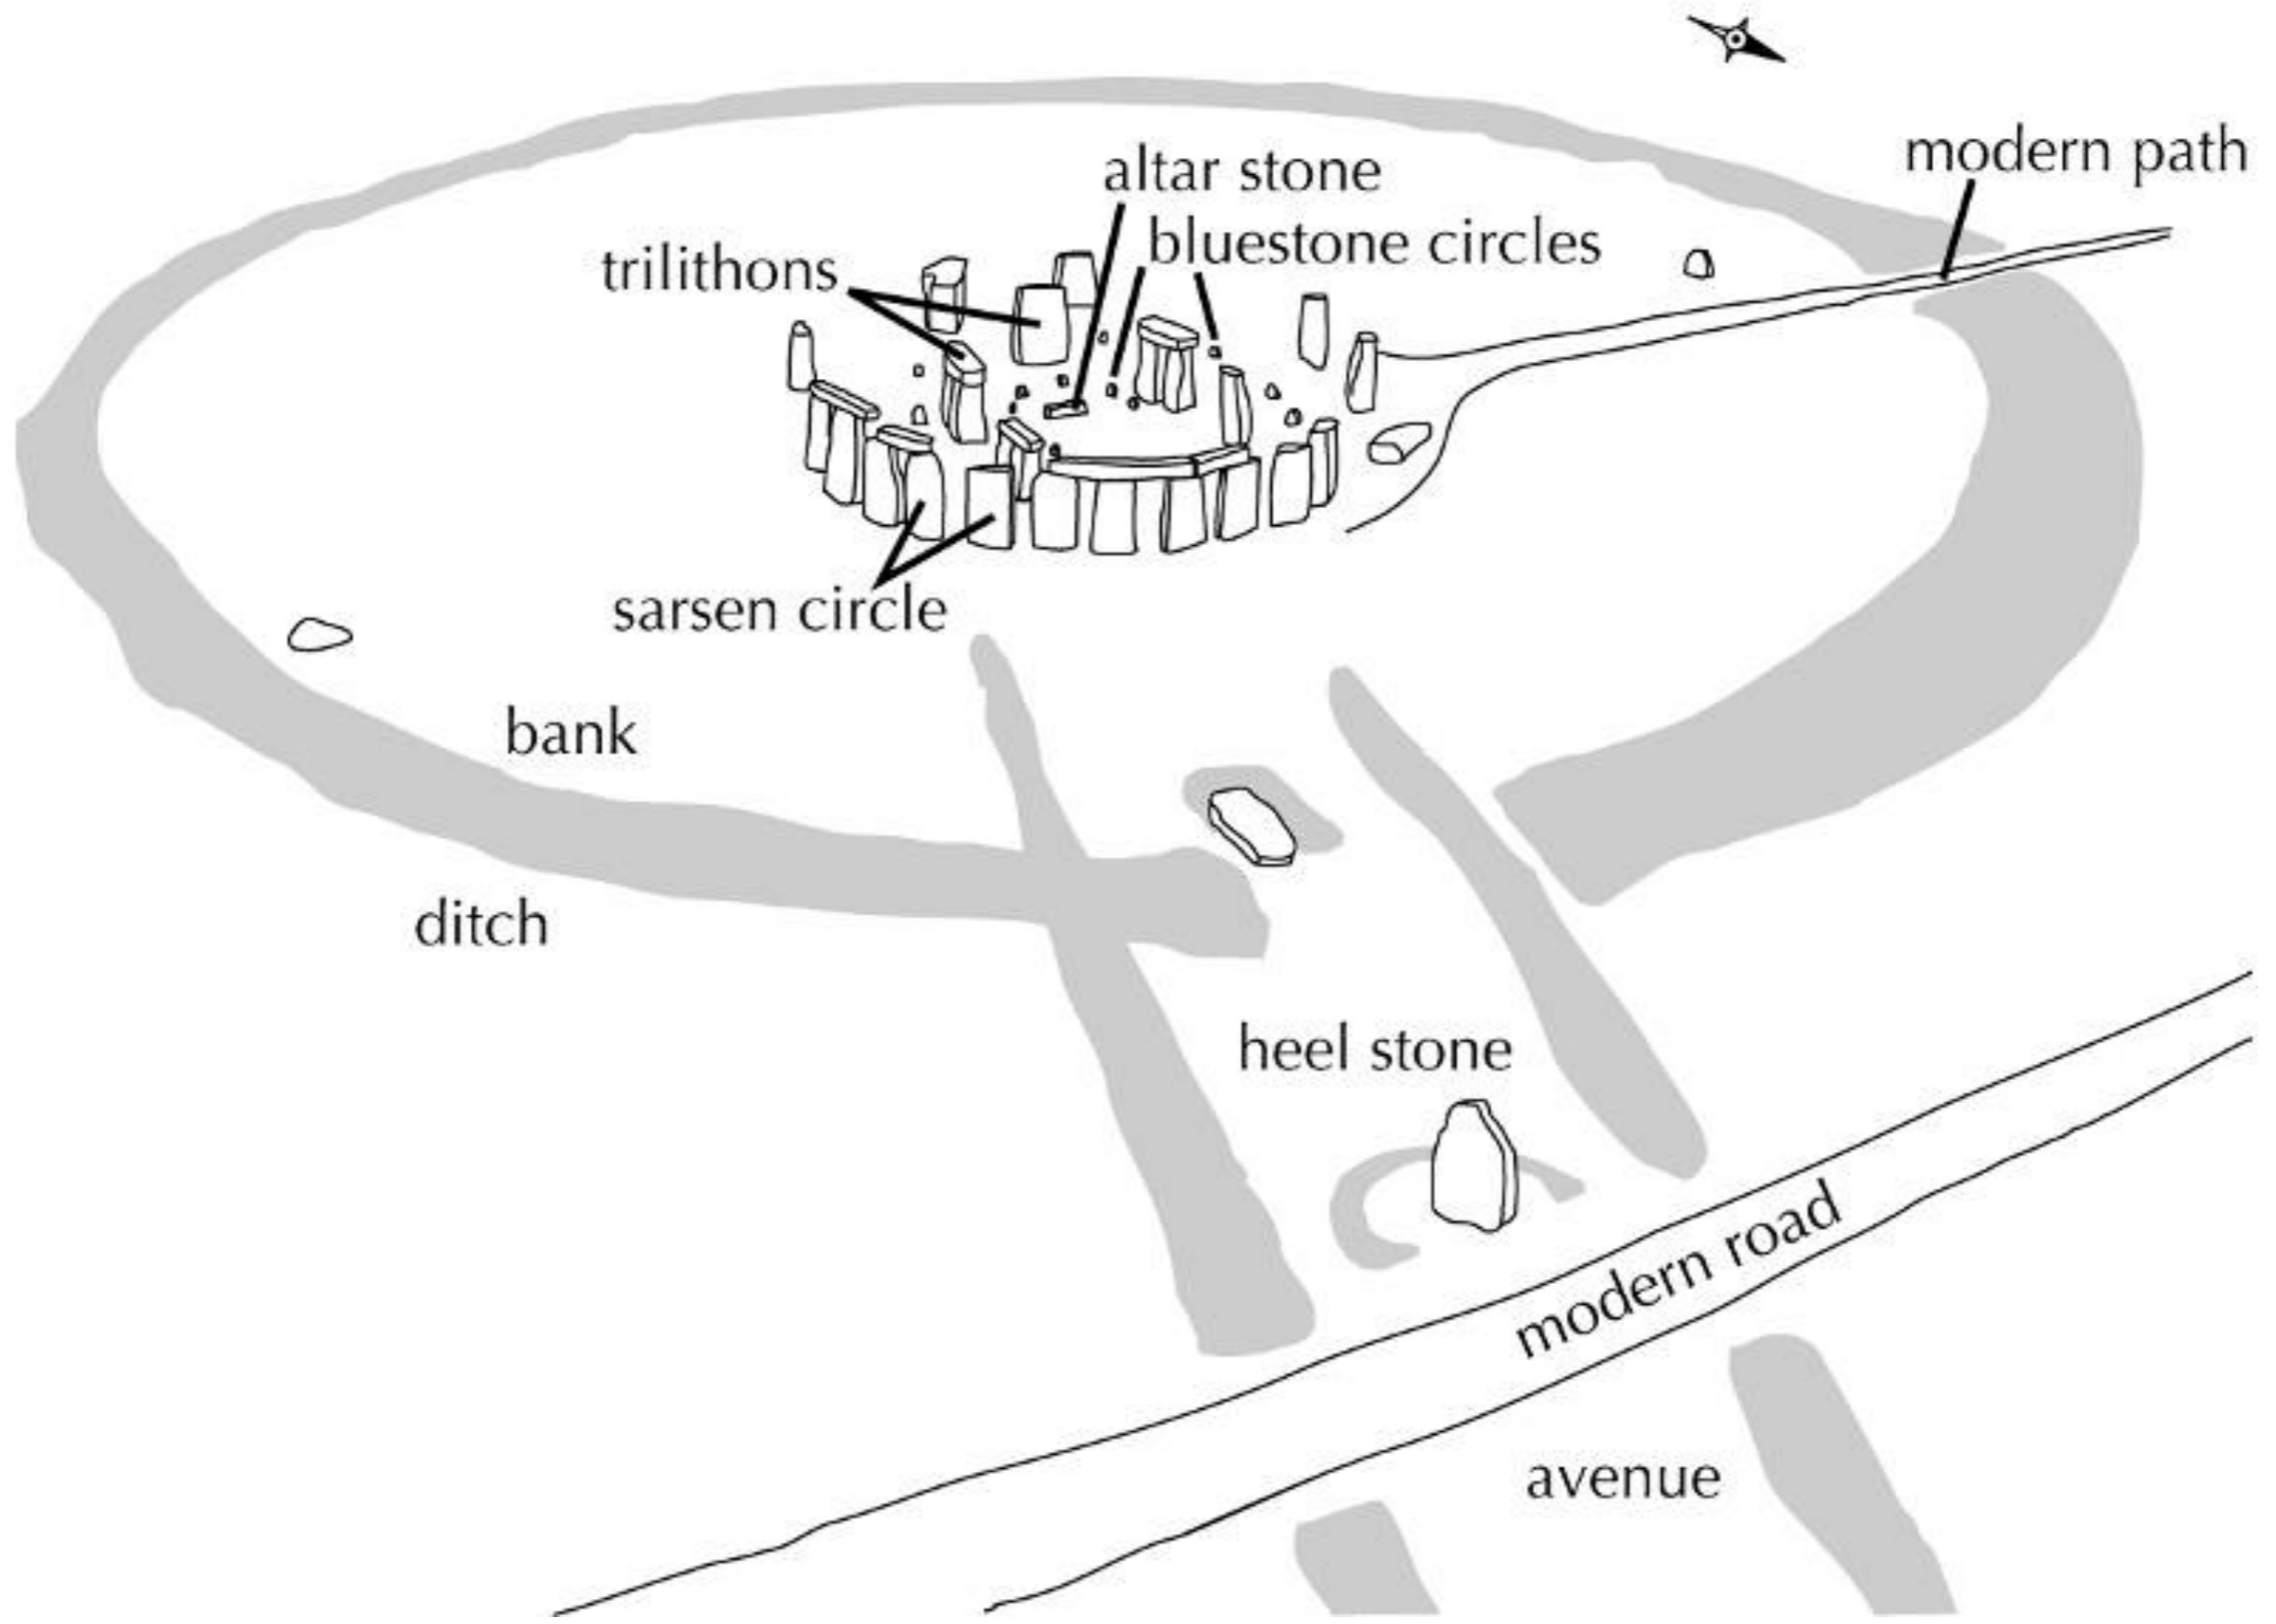 modern path
altar stone
bluestone circles
trilithons
sarsen circle
bank
ditch
heel stone
modern road
avenue